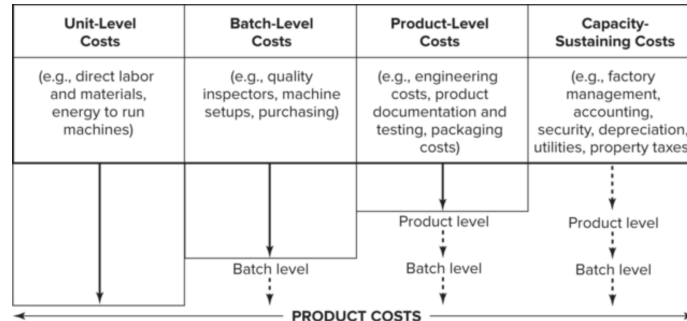 Unit-Level
Costs
(e.g., direct labor
and materials,
energy to run
machines)
Batch-Level
Costs
(e.g., quality
inspectors, machine
setups, purchasing)
Product-Level
Costs
(e.g., engineering
costs, product
documentation and
testing, packaging
costs)
Capacity-
Sustaining Costs
(e.g., factory
management,
accounting,
security, depreciation,
utilities, property taxes
Product level
Product level
Batch level
Batch level
Batch level
PRODUCT COSTS